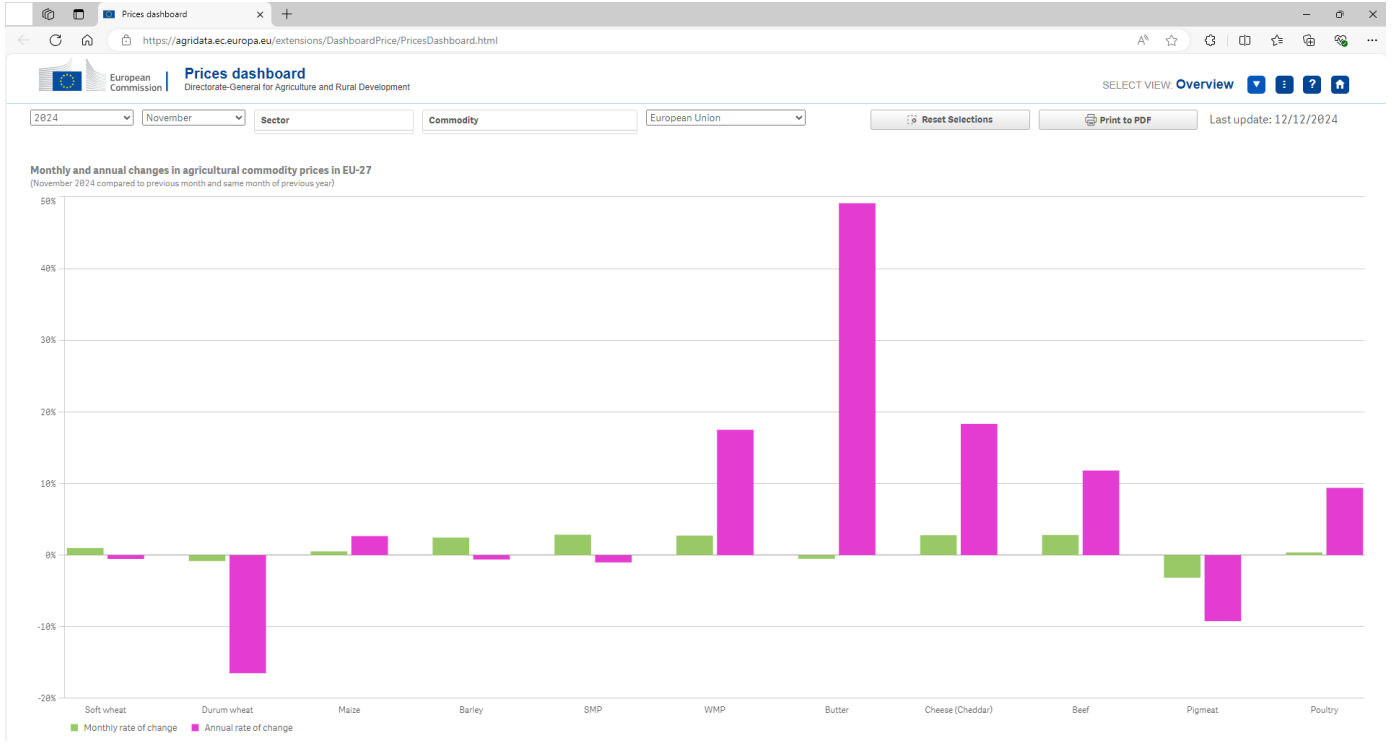 Prices dashboard
https://agridata.ec.europa.eu/extensions/DashboardPrice/PricesDashboard.html
European
Commission
Prices dashboard
Directorate-General for Agriculture and Rural Development
SELECT VIEW: Overview
2024 November Sector Commodity European Union Reset Selections Print to PDF Last update: 12/12/2024
Monthly and annual changes in agricultural commodity prices in EU-27
(November 2024 compared to previous month and same month of previous year)
50%
40%
30%
20%
10%
0%
-10%
-20%
Soft wheat Durum wheat Maize Barley SMP WMP Butter Cheese (Cheddar) Beef Pigmeat Poultry
Monthly rate of change Annual rate of change